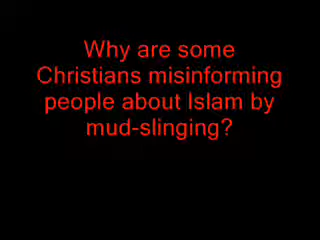 Why are some
Christians misinforming
people about Islam by
mud-slinging?